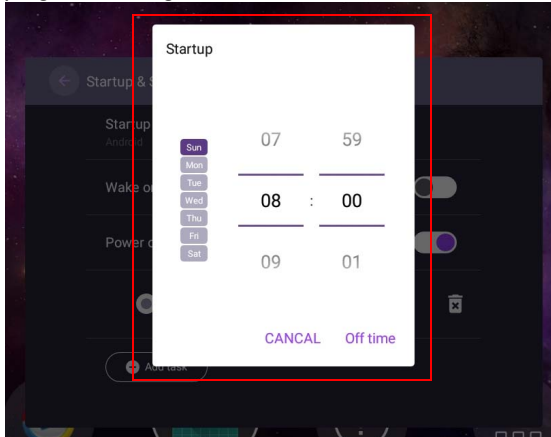 Startup
Startup & S
Startup
Android
07 59
Sun
Mon
Tue
Wed
Thu
Fri
Sat
Wake o
08 : 00
Power o
09 01
CANCAL Off time
Add task